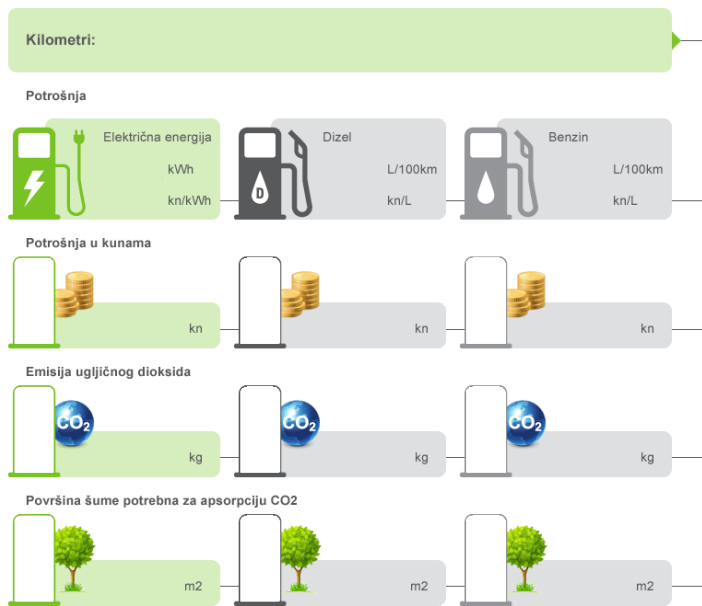 Kilometri:
Potrošnja
Električna energija
kWh
kn/kWh
Dizel
L/100km
kn/L
D
Benzin
L/100km
kn/L
Potrošnja u kunama
kn
kn
kn
Emisija ugljičnog dioksida
CO2
kg
CO2
kg
CO2
kg
Površina šume potrebna za apsorpciju CO2
m2
m2
m2